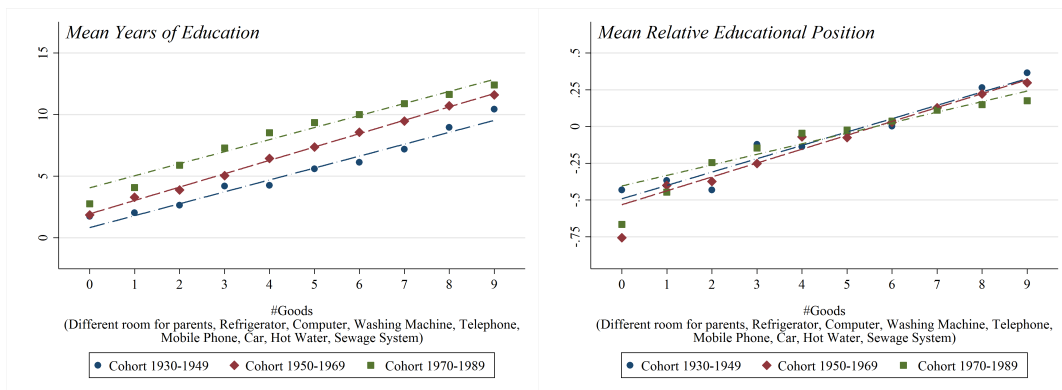 Mean Years of Education
15
10
5
0
0 1 2 3 4 5 6 7 8 9
#Goods
(Different room for parents, Refrigerator, Computer, Washing Machine, Telephone,
Mobile Phone, Car, Hot Water, Sewage System)
Cohort 1930-1949 Cohort 1950-1969 Cohort 1970-1989
Mean Relative Educational Position
.5
.25
0
-.25
-.5
-.75
0 1 2 3 4 5 6 7 8 9
#Goods
(Different room for parents, Refrigerator, Computer, Washing Machine, Telephone,
Mobile Phone, Car, Hot Water, Sewage System)
Cohort 1930-1949 Cohort 1950-1969 Cohort 1970-1989